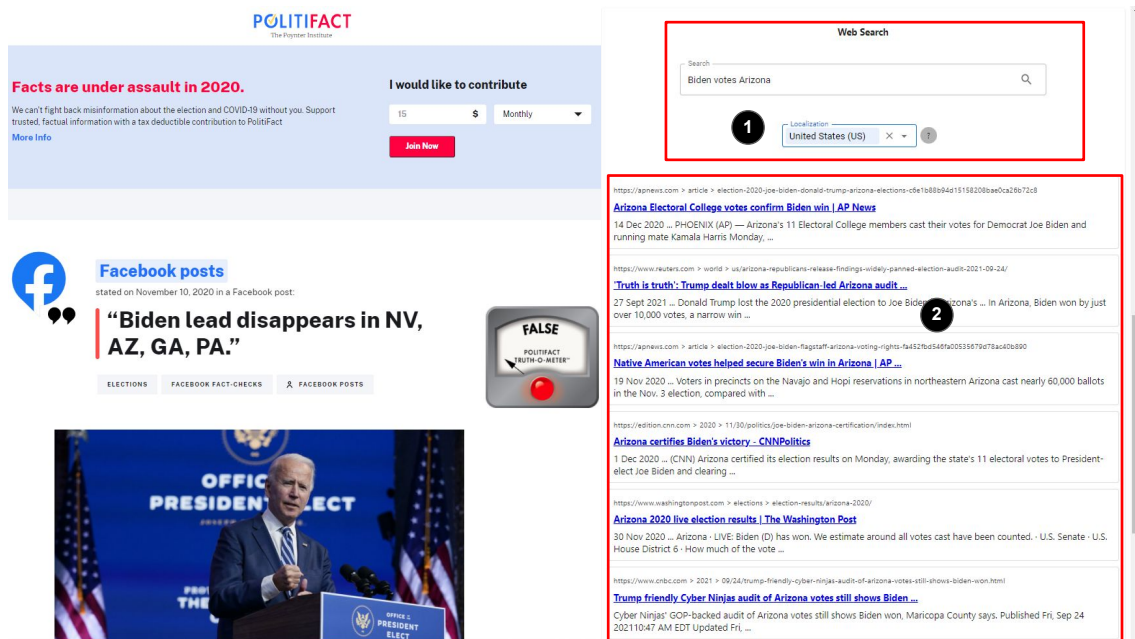 POLITIFACT
The Poynter Institute
Facts are under assault in 2020.
We can't fight back misinformation about the election and COVID-19 without you. Support
trusted, factual information with a tax deductible contribution to PolitiFact
More Info
I would like to contribute
15 $ Monthly
Join Now
Facebook posts
stated on November 10, 2020 in a Facebook post:
“Biden lead disappears in NV,
AZ, GA, PA.”
ELECTIONS FACEBOOK FACT-CHECKS FACEBOOK POSTS
FALSE
POLITIFACT
TRUTH-O-METER™
OFFICE
PRESIDENT ELECT
THE
OFFICE
PRESIDENT
ELECT
Web Search
Search
Biden votes Arizona
1
Localization
United States (US) ?
https://apnews.com > article > election-2020-joe-biden-donald-trump-arizona-elections-c6e1b88b94d15158208bae0ca26b72c8
Arizona Electoral College votes confirm Biden win | AP News
14 Dec 2020 ... PHOENIX (AP) — Arizona's 11 Electoral College members cast their votes for Democrat Joe Biden and
running mate Kamala Harris Monday, ...
https://www.reuters.com > world > us/arizona-republicans-release-findings-widely-panned-election-audit-2021-09-24/
'Truth is truth': Trump dealt blow as Republican-led Arizona audit ...
27 Sept 2021 ... Donald Trump lost the 2020 presidential election to Joe Biden ... Arizona's ... In Arizona, Biden won by just
over 10,000 votes, a narrow win ...
2
https://apnews.com > article > election-2020-joe-biden-flagstaff-arizona-voting-rights-fa452fbd546fa00535679d78ac40b890
Native American votes helped secure Biden's win in Arizona | AP ...
19 Nov 2020 ... Voters in precincts on the Navajo and Hopi reservations in northeastern Arizona cast nearly 60,000 ballots
in the Nov. 3 election, compared with ...
https://edition.cnn.com > 2020 > 11/30/politics/joe-biden-arizona-certification/index.html
Arizona certifies Biden's victory - CNNPolitics
1 Dec 2020 ... (CNN) Arizona certified its election results on Monday, awarding the state's 11 electoral votes to President-
elect Joe Biden and clearing ...
https://www.washingtonpost.com > elections > election-results/arizona-2020/
Arizona 2020 live election results | The Washington Post
30 Nov 2020 ... Arizona · LIVE: Biden (D) has won. We estimate around all votes cast have been counted. · U.S. Senate · U.S.
House District 6 · How much of the vote ...
https://www.cnbc.com > 2021 > 09/24/trump-friendly-cyber-ninjas-audit-of-arizona-votes-still-shows-biden-won.html
Trump friendly Cyber Ninjas audit of Arizona votes still shows Biden ...
Cyber Ninjas' GOP-backed audit of Arizona votes still shows Biden won, Maricopa County says. Published Fri, Sep 24
202110:47 AM EDT Updated Fri, ...